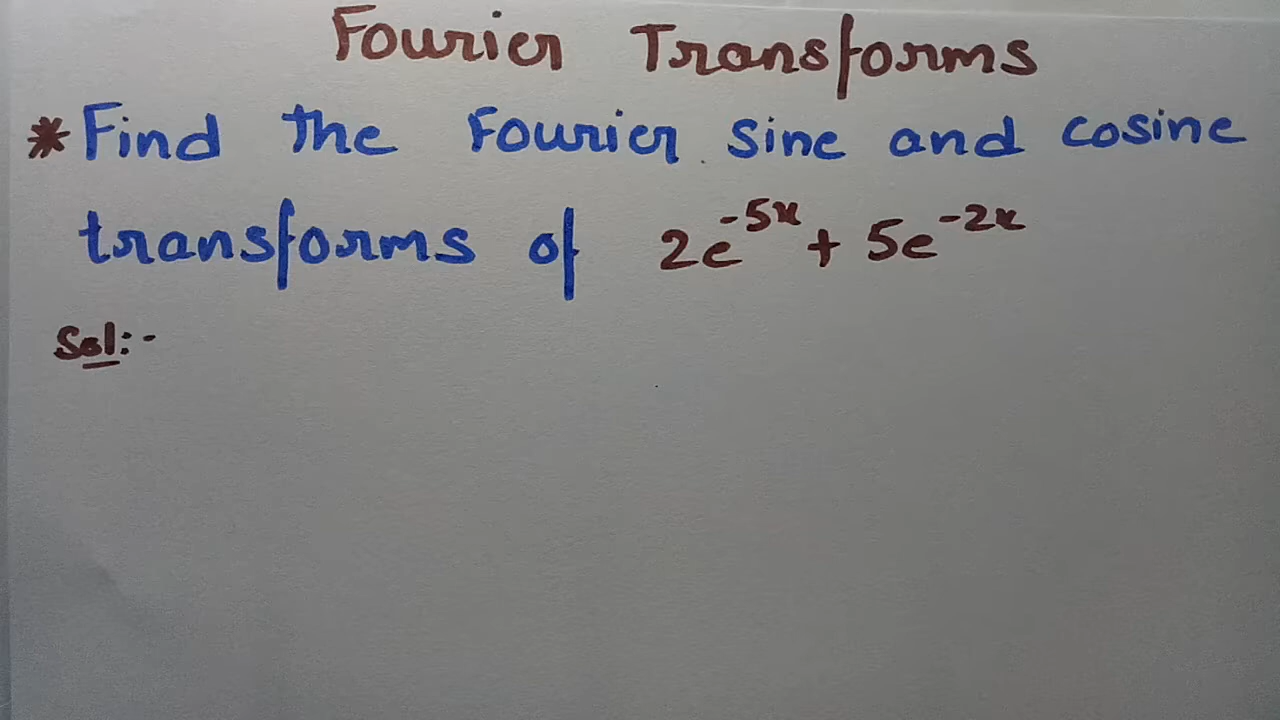 Fourier Transforms
* Find the Fourier sine and cosine
transforms of 2e^{-5x} + 5e^{-2x}
Sol:-